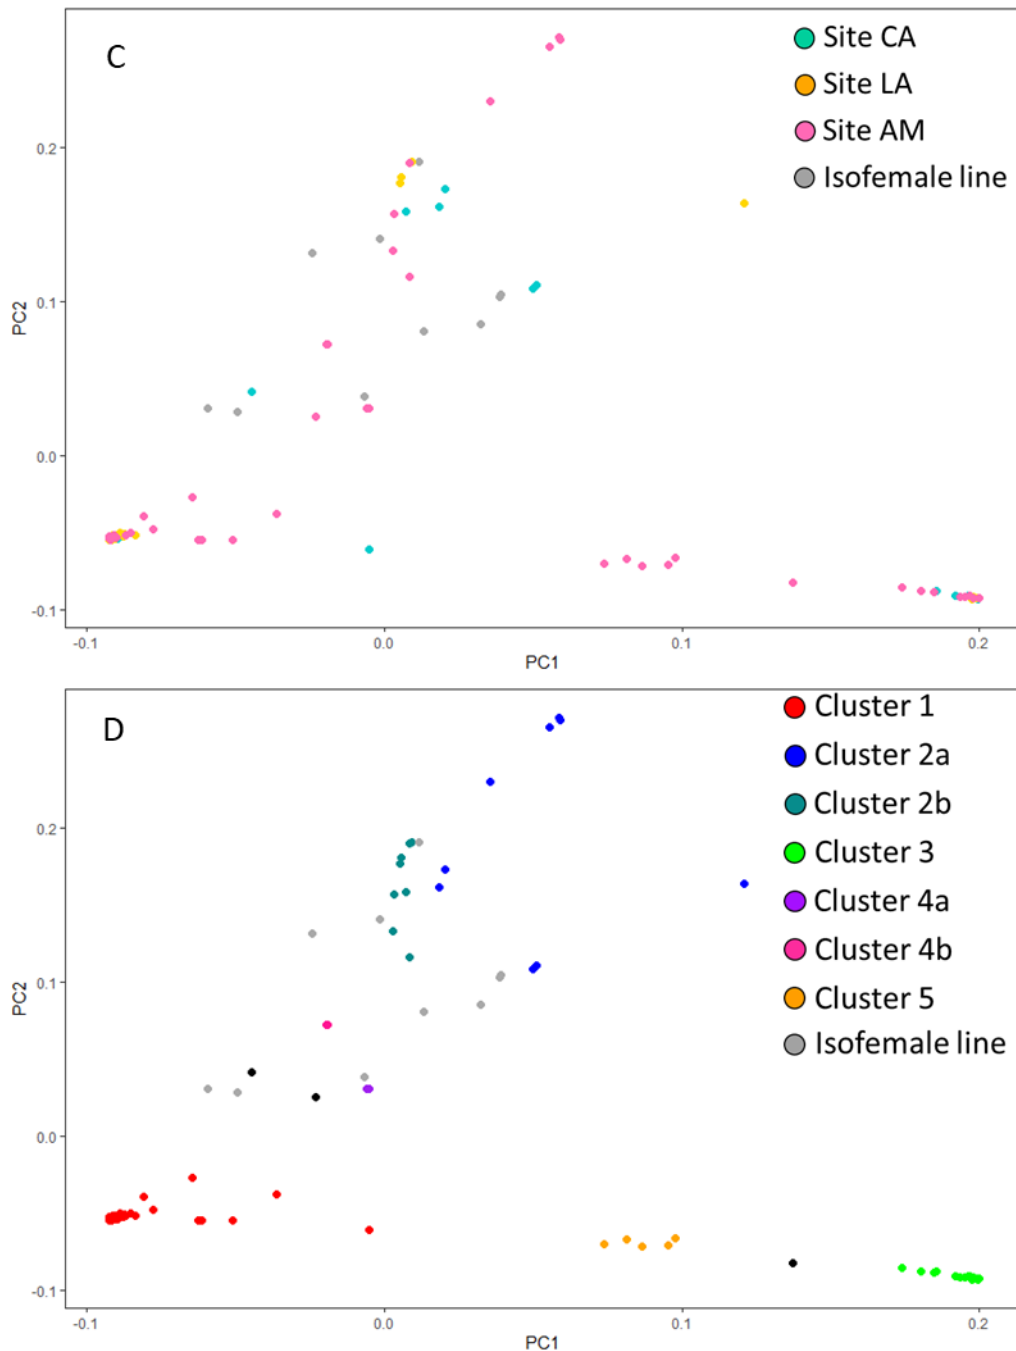 C
Site CA
Site LA
Site AM
Isofemale line
0.2
0.1
0.0
-0.1
PC2
-0.1
0.0
0.1
0.2
PC1
D
Cluster 1
Cluster 2a
Cluster 2b
Cluster 3
Cluster 4a
Cluster 4b
Cluster 5
Isofemale line
0.2
0.1
0.0
-0.1
PC2
-0.1
0.0
0.1
0.2
PC1